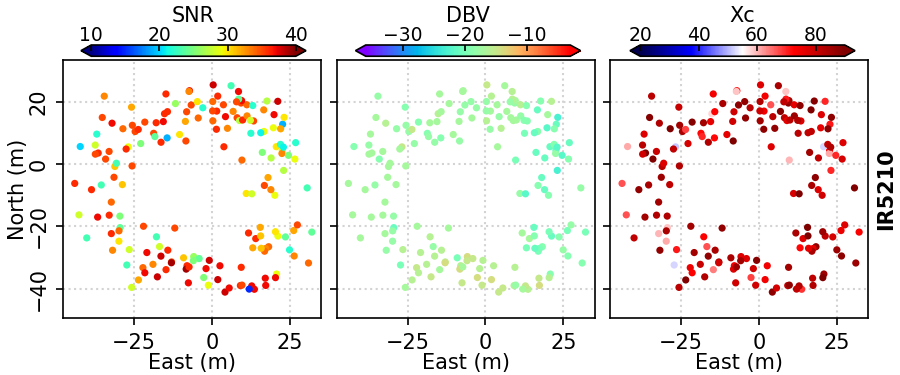 SNR DBV Xc
10 20 30 40 −30 −20 −10 20 40 60 80
20
0
−20
−40
North (m)
−25 0 25 −25 0 25 −25 0 25
East (m) East (m) East (m)
IR5210